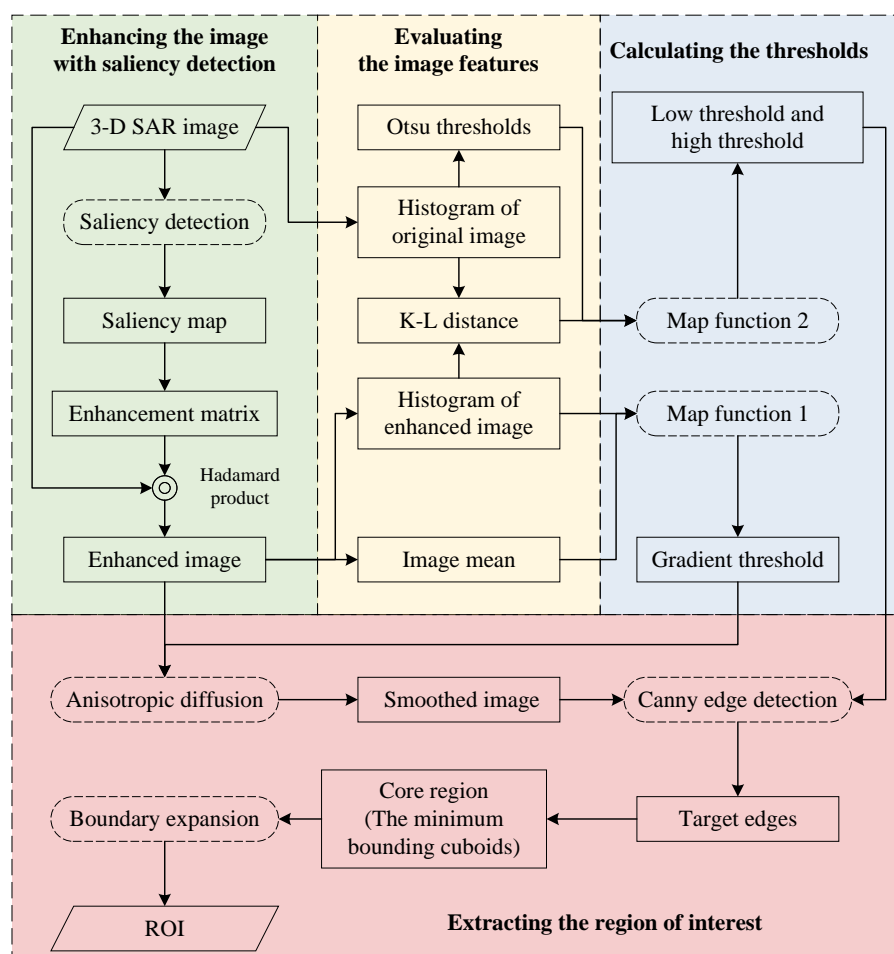 Enhancing the image
with saliency detection
3-D SAR image
Saliency detection
Saliency map
Enhancement matrix
Hadamard
product
Enhanced image
Evaluating
the image features
Otsu thresholds
Histogram of
original image
K-L distance
Histogram of
enhanced image
Image mean
Calculating the thresholds
Low threshold and
high threshold
Map function 2
Map function 1
Gradient threshold
Anisotropic diffusion
Smoothed image
Canny edge detection
Target edges
Core region
(The minimum
bounding cuboids)
Boundary expansion
ROI
Extracting the region of interest